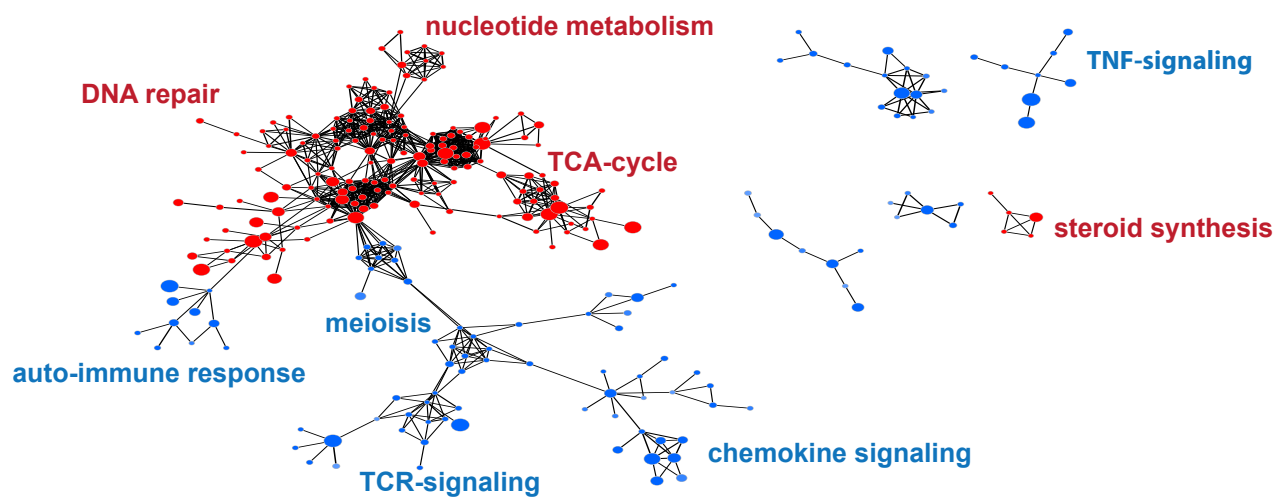 nucleotide metabolism
TNF-signaling
DNA repair
TCA-cycle
steroid synthesis
meioisis
auto-immune response
chemokine signaling
TCR-signaling